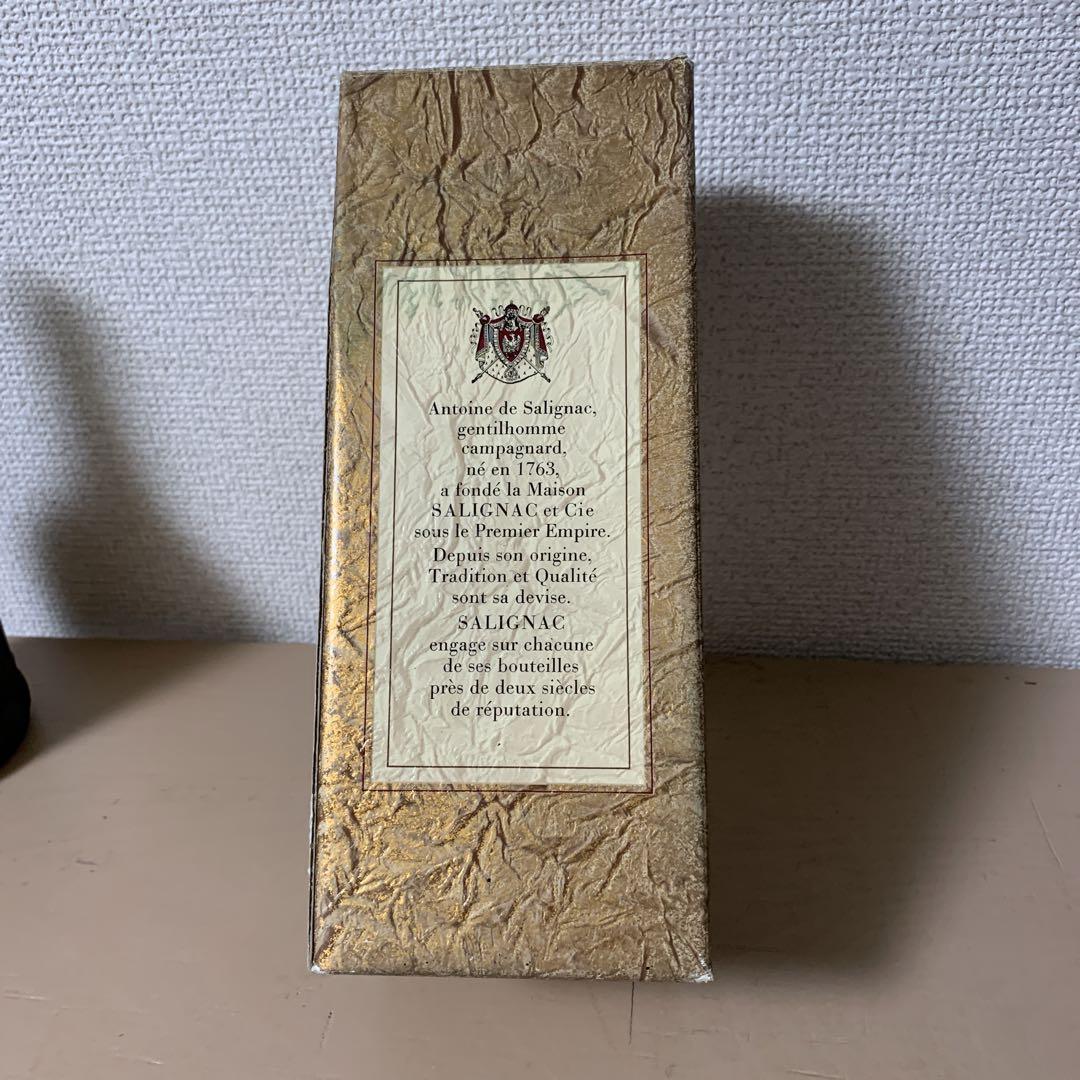 Antoine de Salignac,
gentilhomme
campagnard,
né en 1763,
a fondé la Maison
SALIGNAC et Cie
sous le Premier Empire.
Depuis son origine,
Tradition et Qualité
sont sa devise.
SALIGNAC
engage sur chacune
de ses bouteilles
près de deux siècles
de réputation.